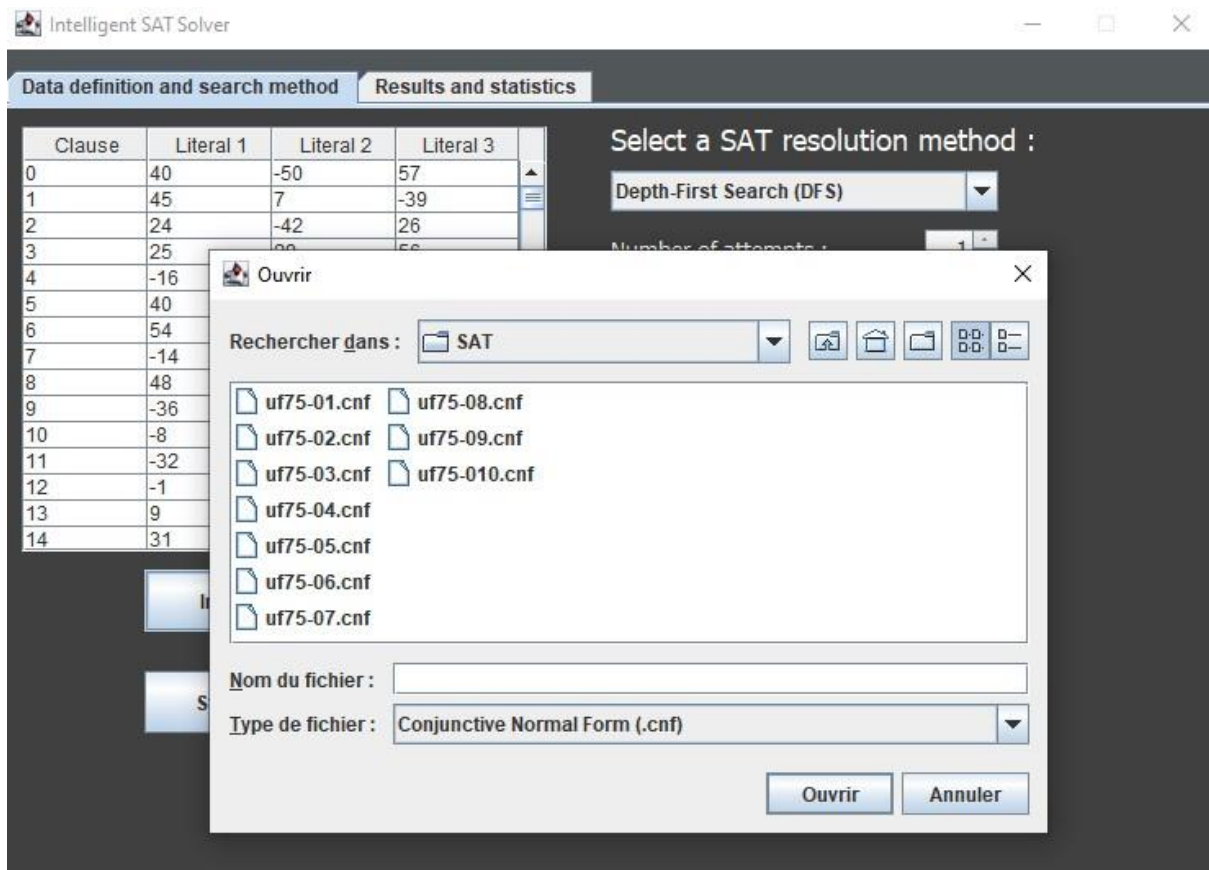 Intelligent SAT Solver
Data definition and search method Results and statistics
Clause Literal 1 Literal 2 Literal 3
0 40 -50 57
1 45 7 -39
2 24 -42 26
3 25
4 -16
5 40
6 54
7 -14
8 48
9 -36
10 -8
11 -32
12 -1
13 9
14 31
Select a SAT resolution method :
Depth-First Search (DFS)
Number of attempts : 1
Ouvrir
Rechercher dans : SAT
uf75-01.cnf uf75-08.cnf
uf75-02.cnf uf75-09.cnf
uf75-03.cnf uf75-010.cnf
uf75-04.cnf
uf75-05.cnf
uf75-06.cnf
uf75-07.cnf
Nom du fichier :
Type de fichier : Conjunctive Normal Form (.cnf)
Ouvrir Annuler